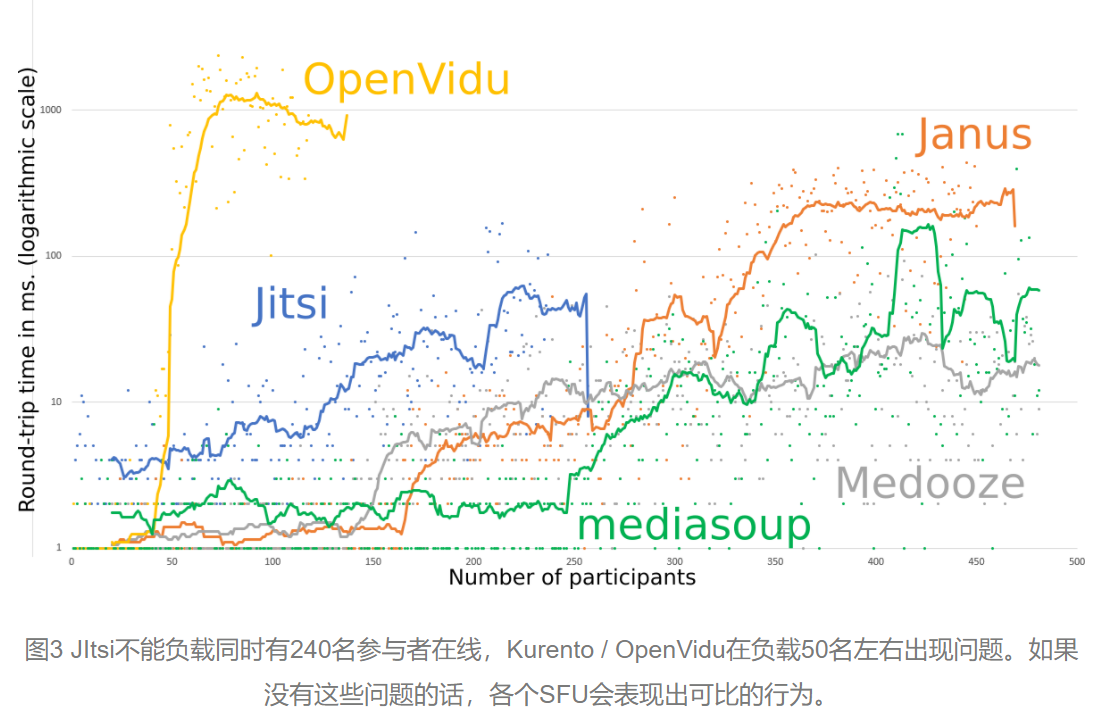 OpenVidu
1000
Janus
100
Jitsi
10
Medooze
mediasoup
1
0
50
100
150
200
250
300
350
400
450
500
Round-trip time in ms. (logarithmic scale)
Number of participants
图3 JItsi不能负载同时有240名参与者在线，Kurento / OpenVidu在负载50名左右出现问题。如果
没有这些问题的话，各个SFU会表现出可比的行为。